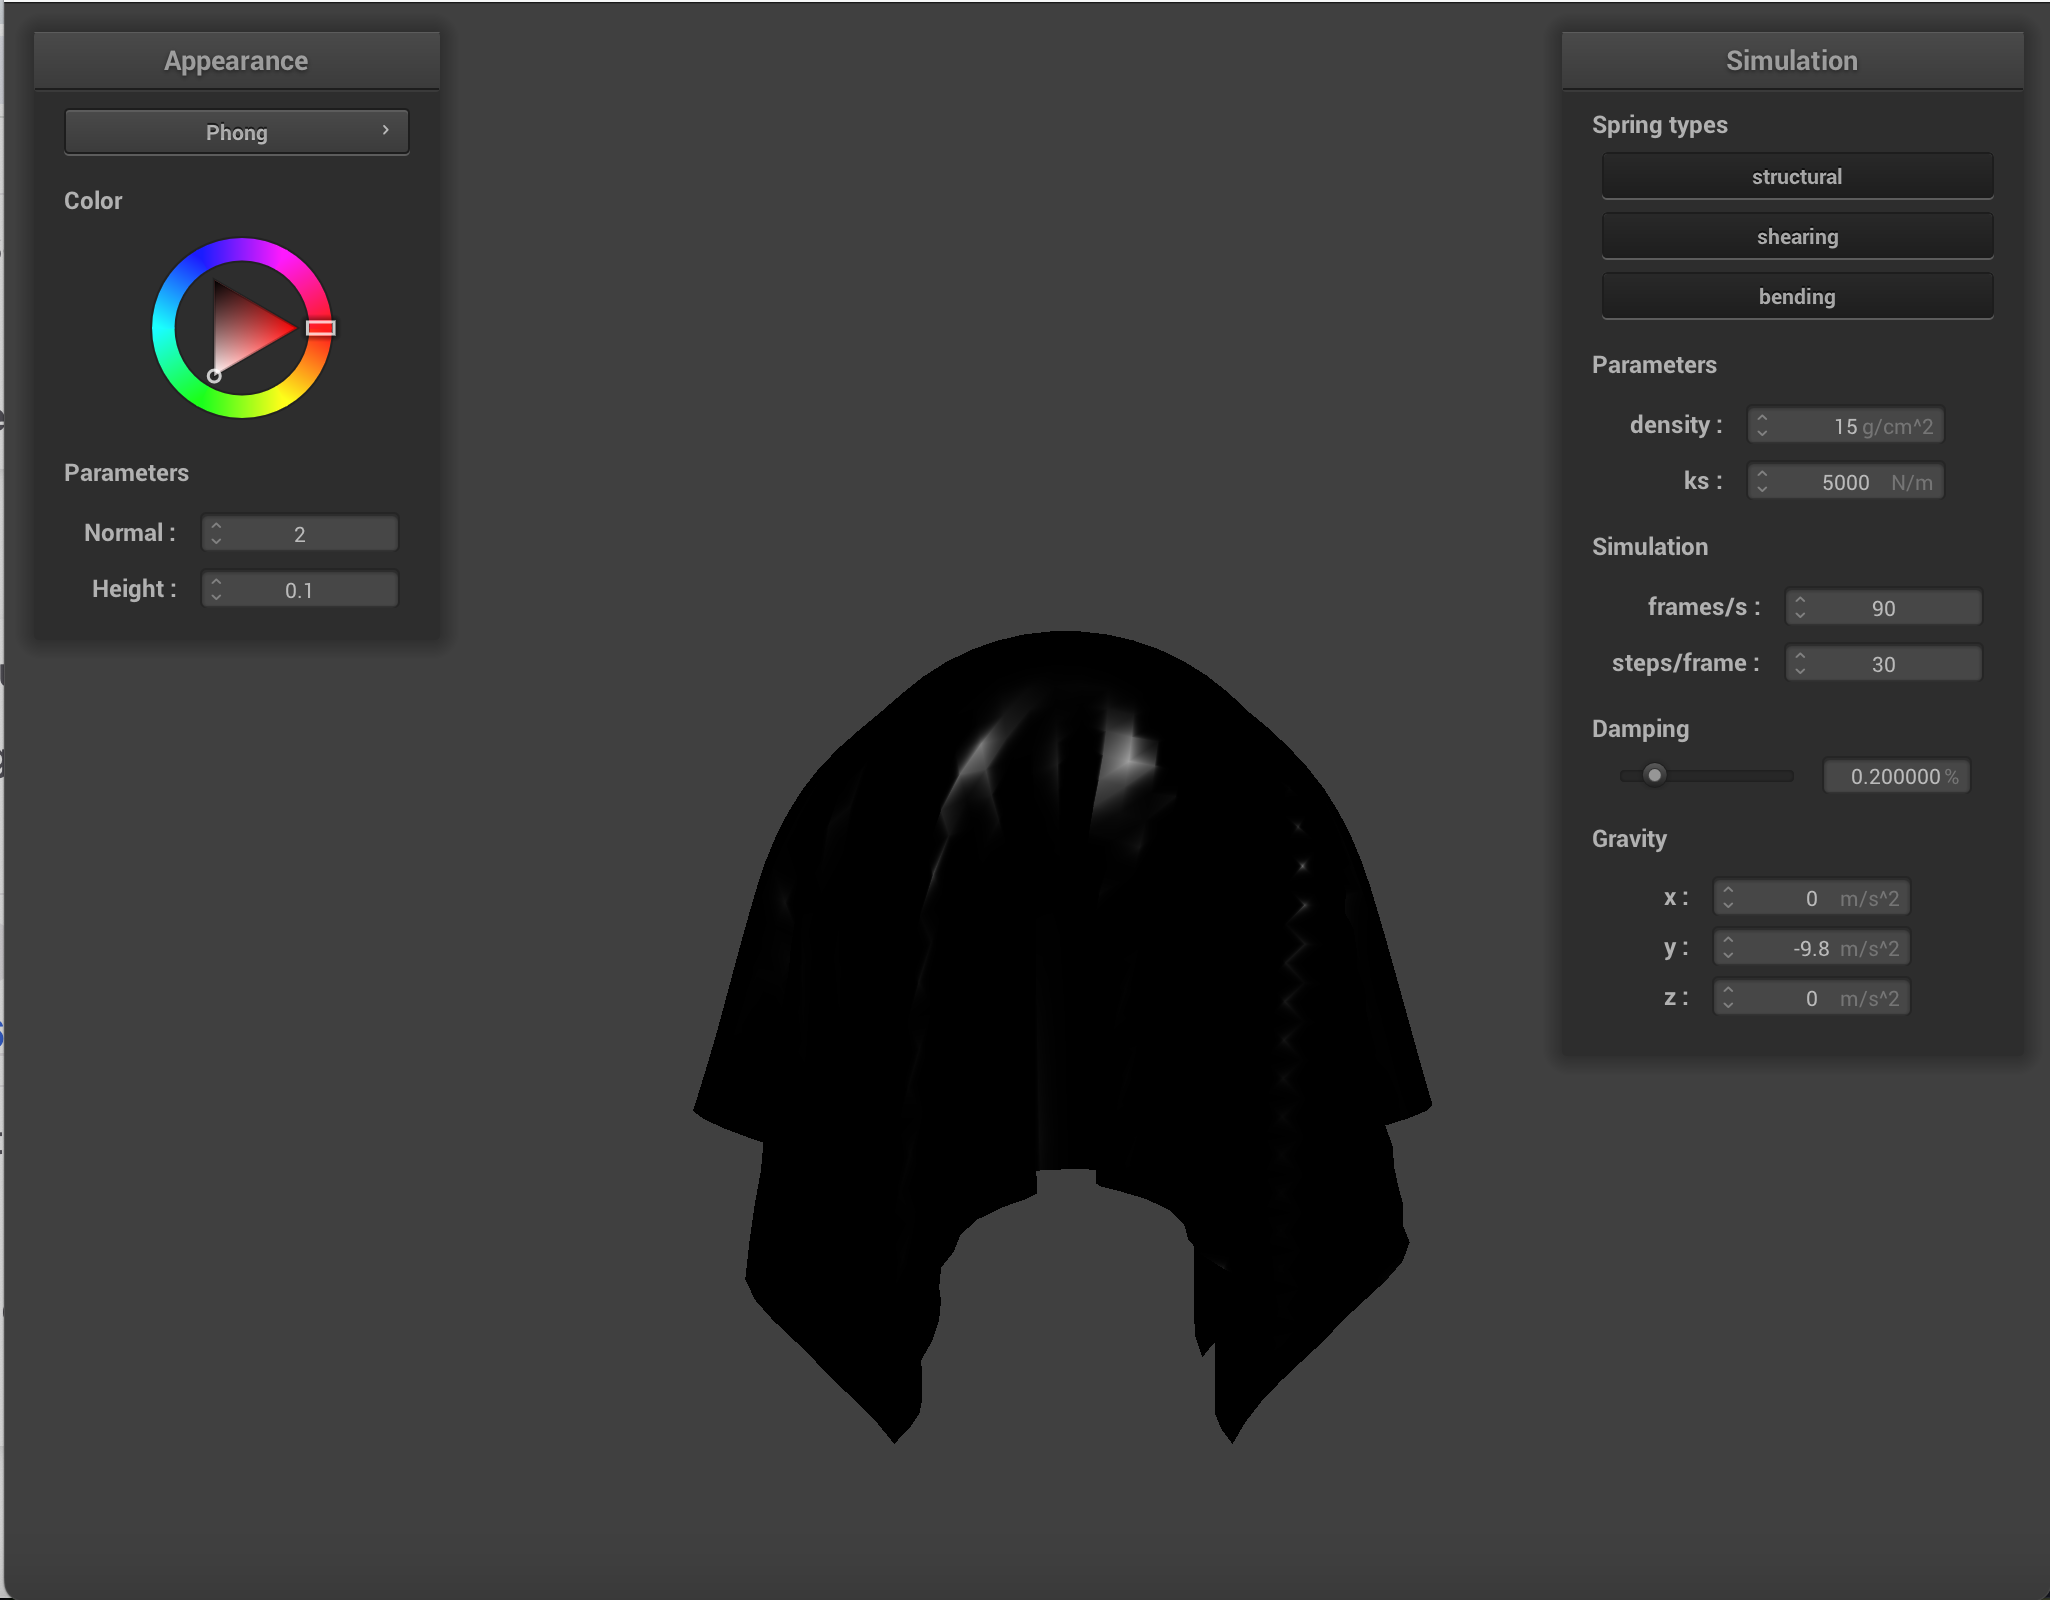 Appearance
Phong
Color
Parameters
Normal : 2
Height : 0.1
Simulation
Spring types
structural
shearing
bending
Parameters
density : 15 g/cm^2
ks : 5000 N/m
Simulation
frames/s : 90
steps/frame : 30
Damping
0.200000 %
Gravity
x : 0 m/s^2
y : -9.8 m/s^2
z : 0 m/s^2